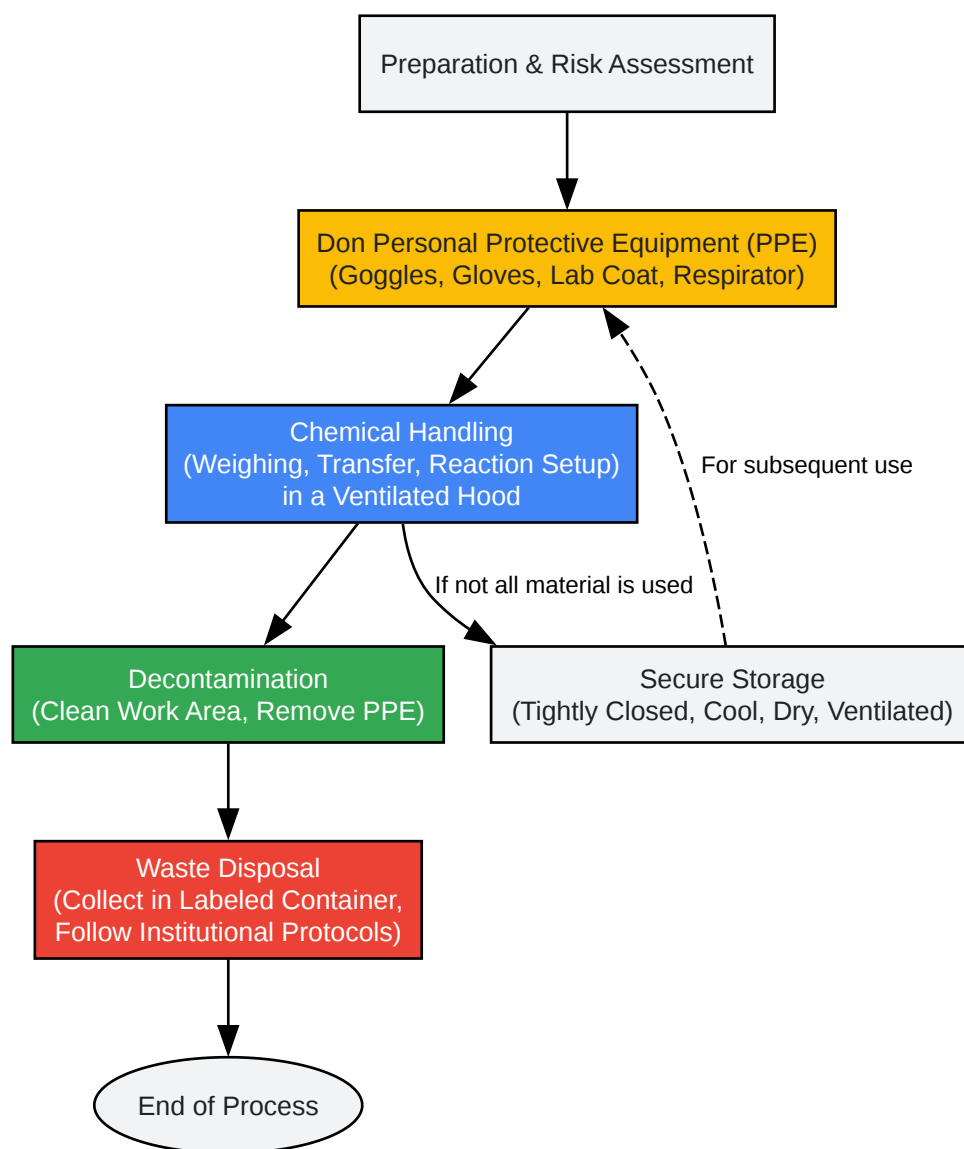 Preparation & Risk Assessment
Don Personal Protective Equipment (PPE)
(Goggles, Gloves, Lab Coat, Respirator)
Chemical Handling
(Weighing, Transfer, Reaction Setup)
in a Ventilated Hood
For subsequent use
If not all material is used
Decontamination
(Clean Work Area, Remove PPE)
Secure Storage
(Tightly Closed, Cool, Dry, Ventilated)
Waste Disposal
(Collect in Labeled Container,
Follow Institutional Protocols)
End of Process